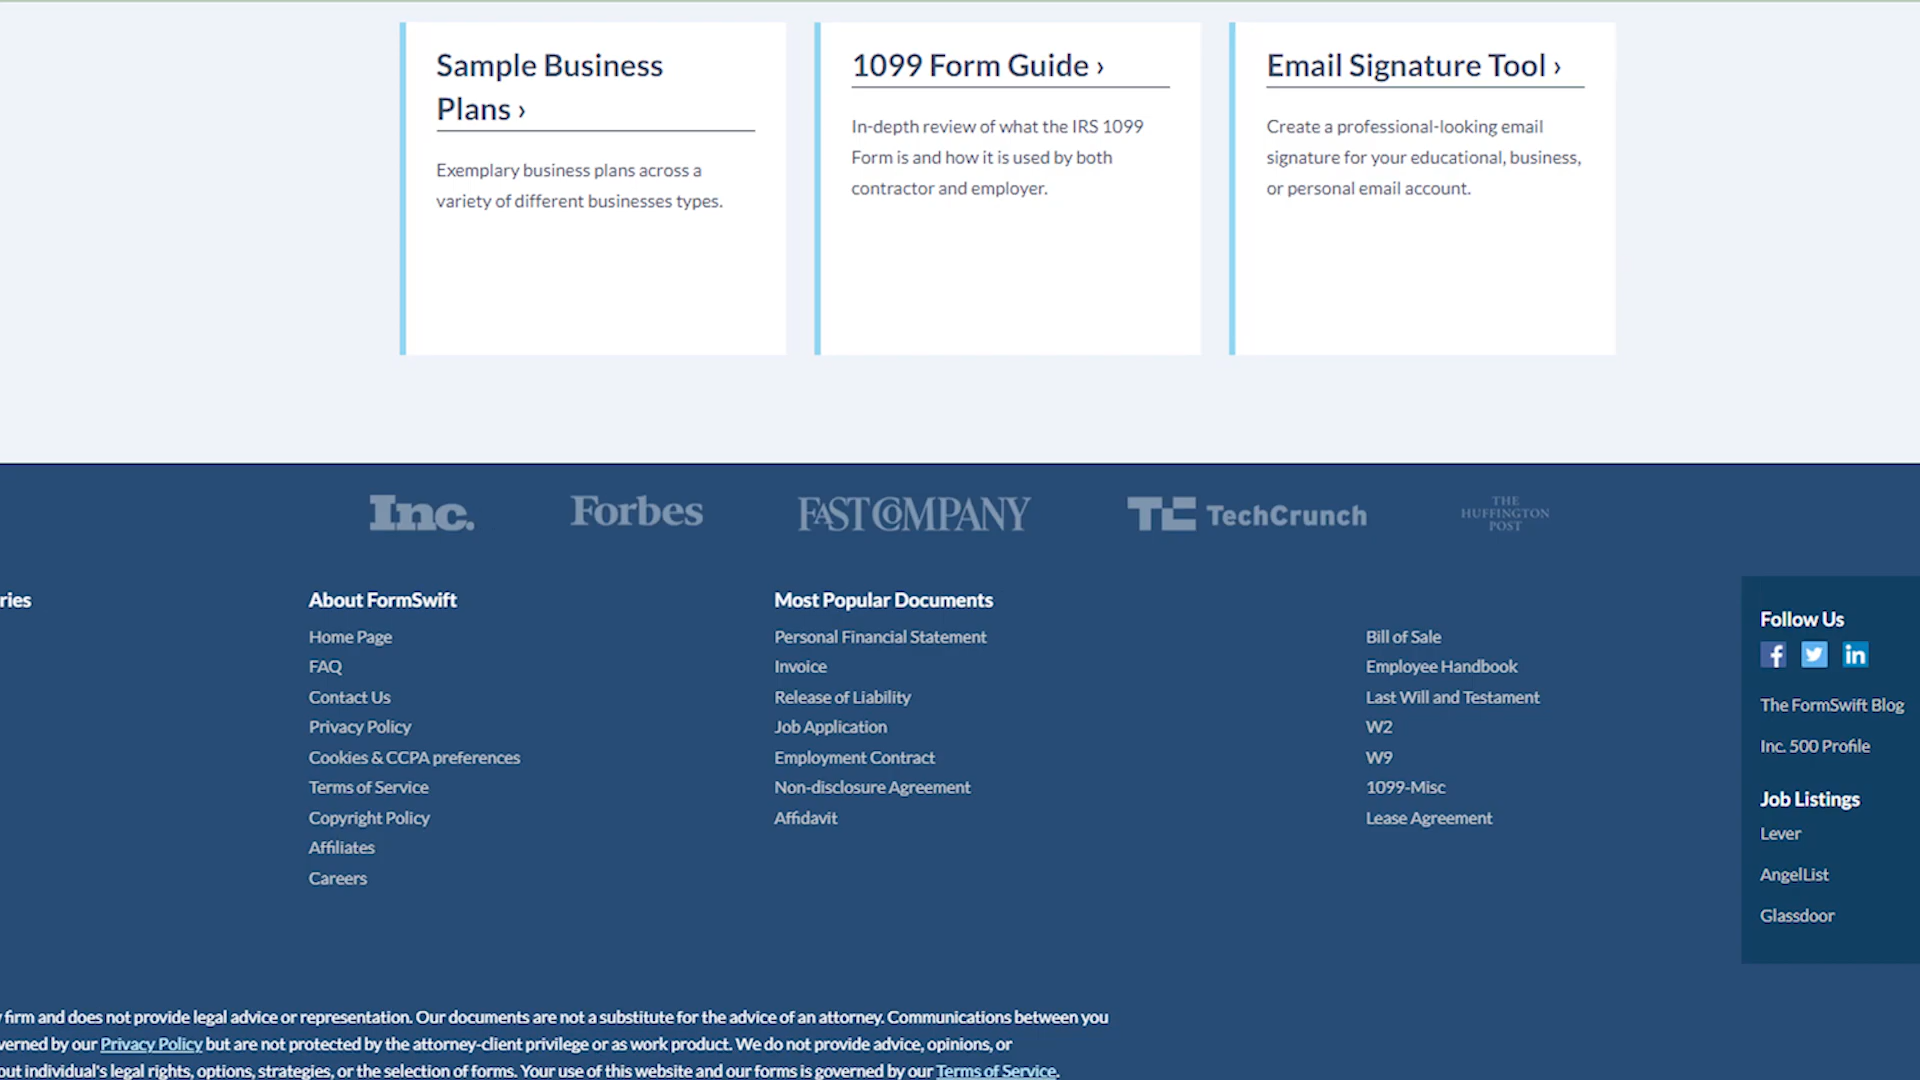 Sample Business
Plans ›
Exemplary business plans across a
variety of different businesses types.
1099 Form Guide ›
In-depth review of what the IRS 1099
Form is and how it is used by both
contractor and employer.
Email Signature Tool ›
Create a professional-looking email
signature for your educational, business,
or personal email account.
Inc.
Forbes
FAST COMPANY
TC TechCrunch
THE
HUFFINGTON
POST
ries
About FormSwift
Home Page
FAQ
Contact Us
Privacy Policy
Cookies & CCPA preferences
Terms of Service
Copyright Policy
Affiliates
Careers
Most Popular Documents
Personal Financial Statement
Invoice
Release of Liability
Job Application
Employment Contract
Non-disclosure Agreement
Affidavit
Bill of Sale
Employee Handbook
Last Will and Testament
W2
W9
1099-Misc
Lease Agreement
Follow Us
f
in
The FormSwift Blog
Inc. 500 Profile
Job Listings
Lever
AngelList
Glassdoor
firm and does not provide legal advice or representation. Our documents are not a substitute for the advice of an attorney. Communications between you
verned by our Privacy Policy but are not protected by the attorney-client privilege or as work product. We do not provide advice, opinions, or
out individual's legal rights, options, strategies, or the selection of forms. Your use of this website and our forms is governed by our Terms of Service.